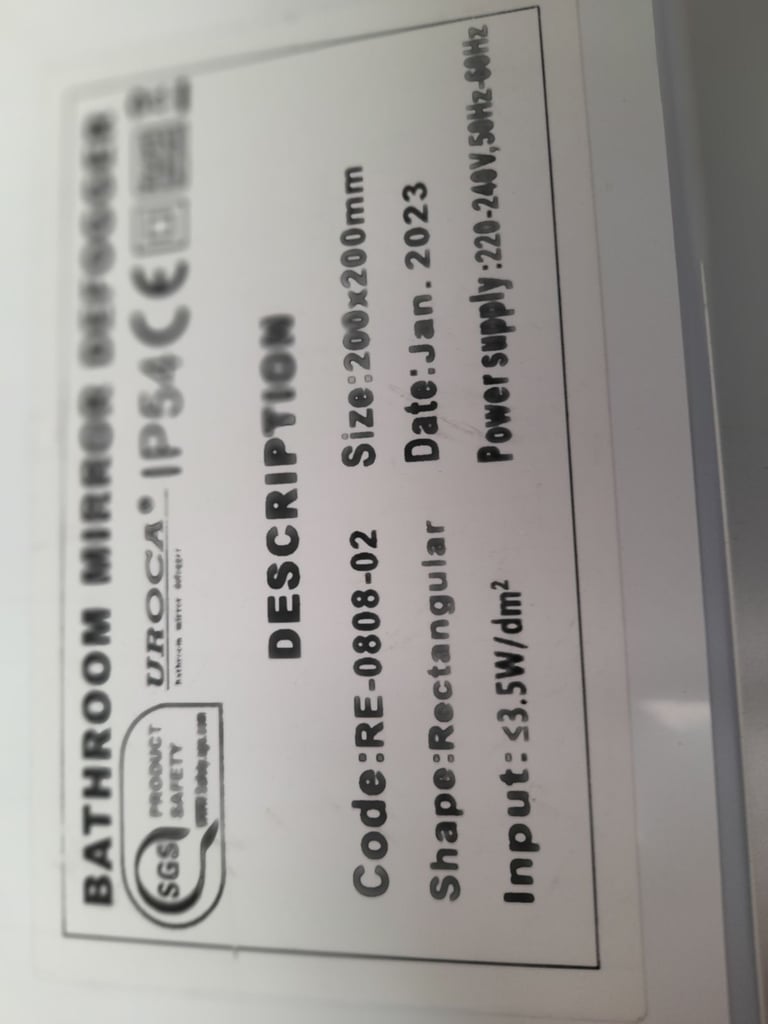 BATHROOM MIRROR DEFOGGER
SGS PRODUCT SAFETY
UROCA® IP54 CE
bathroom mirror defogger
DESCRIPTION
Code:RE-0808-02 Size:200x200mm
Shape:Rectangular Date:Jan. 2023
Input: ≤3.5W/dm² Power supply:220-240V,50Hz-60Hz